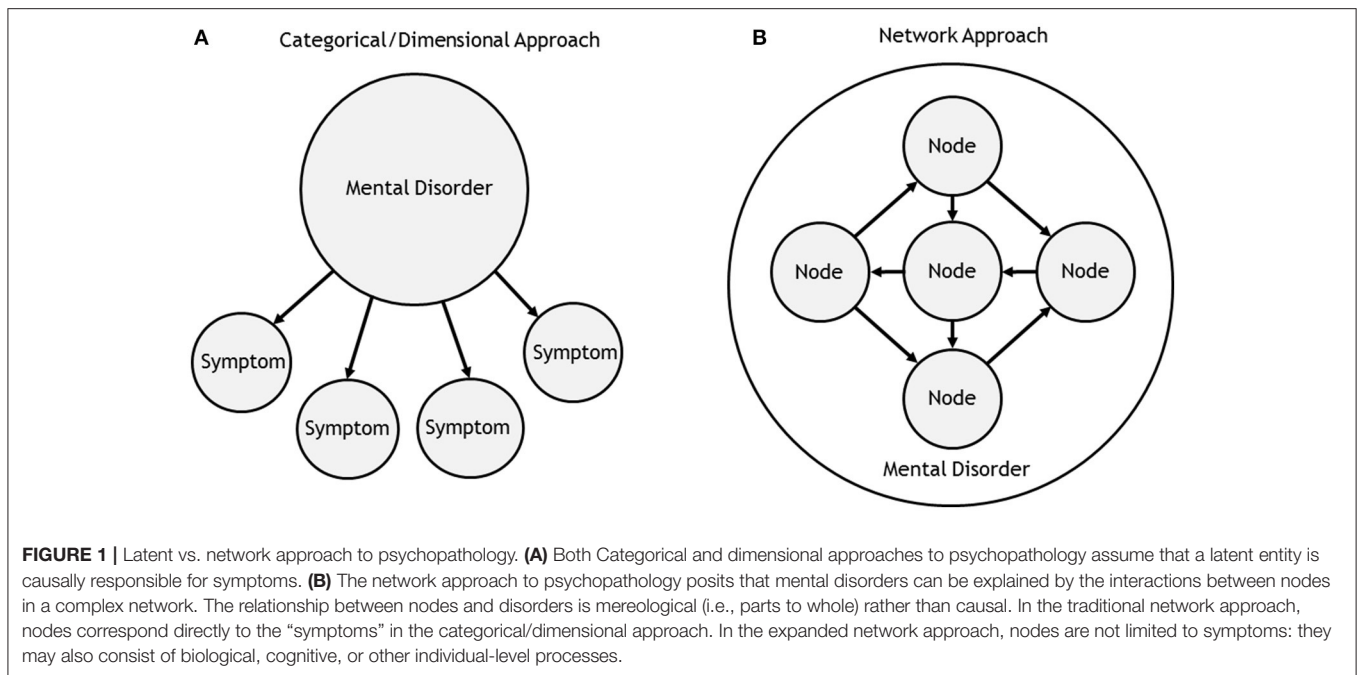 A
Categorical/Dimensional Approach
Mental Disorder
Symptom
Symptom
Symptom
Symptom
B
Network Approach
Node
Node
Node
Node
Node
Mental Disorder
FIGURE 1 | Latent vs. network approach to psychopathology. (A) Both Categorical and dimensional approaches to psychopathology assume that a latent entity is
causally responsible for symptoms. (B) The network approach to psychopathology posits that mental disorders can be explained by the interactions between nodes
in a complex network. The relationship between nodes and disorders is mereological (i.e., parts to whole) rather than causal. In the traditional network approach,
nodes correspond directly to the “symptoms” in the categorical/dimensional approach. In the expanded network approach, nodes are not limited to symptoms: they
may also consist of biological, cognitive, or other individual-level processes.